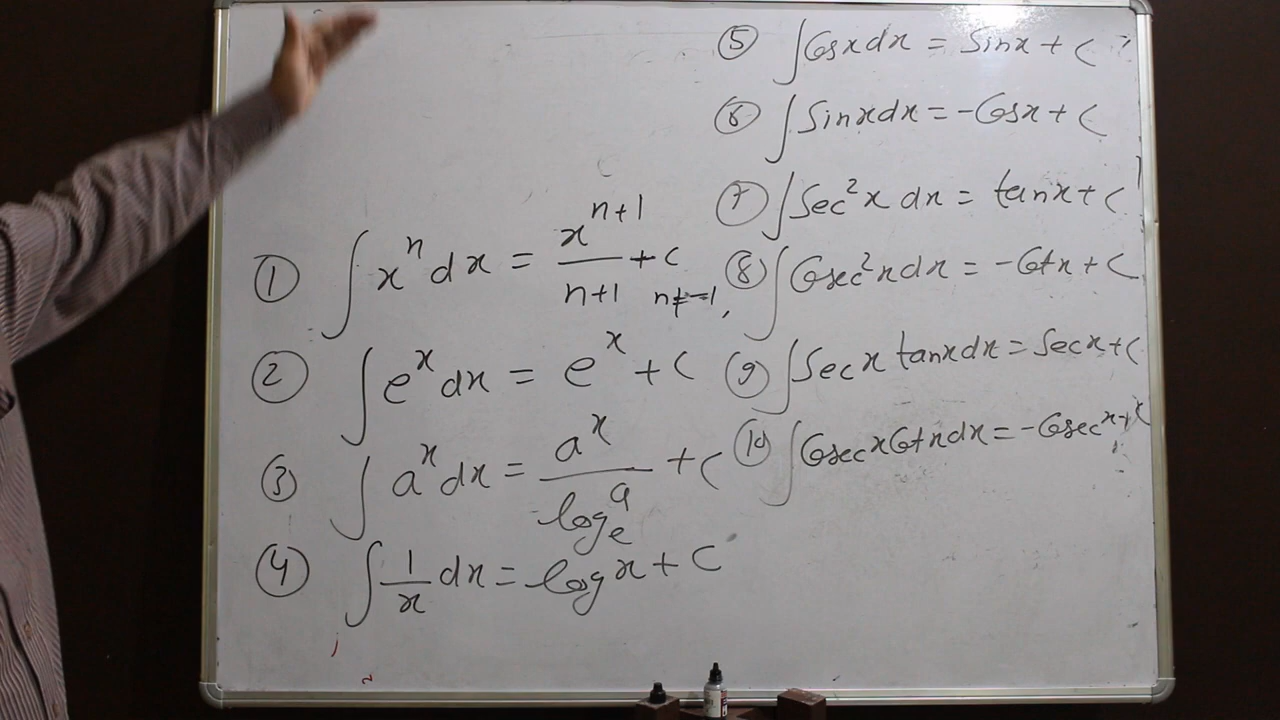 ① ∫ xⁿ dx = xⁿ⁺¹ / n+1 + c n≠-1,
② ∫ eˣ dx = eˣ + c
③ ∫ aˣ dx = aˣ / logₑa + c
④ ∫ 1/x dx = log x + c
⑤ ∫ Cosx dx = Sinx + c
⑥ ∫ Sinx dx = -Cosx + c
⑦ ∫ Sec²x dx = tanx + c
⑧ ∫ Cosec²x dx = -Cotx + c
⑨ ∫ Secx tanx dx = Secx + c
⑩ ∫ Cosecx Cotx dx = -Cosecx + c